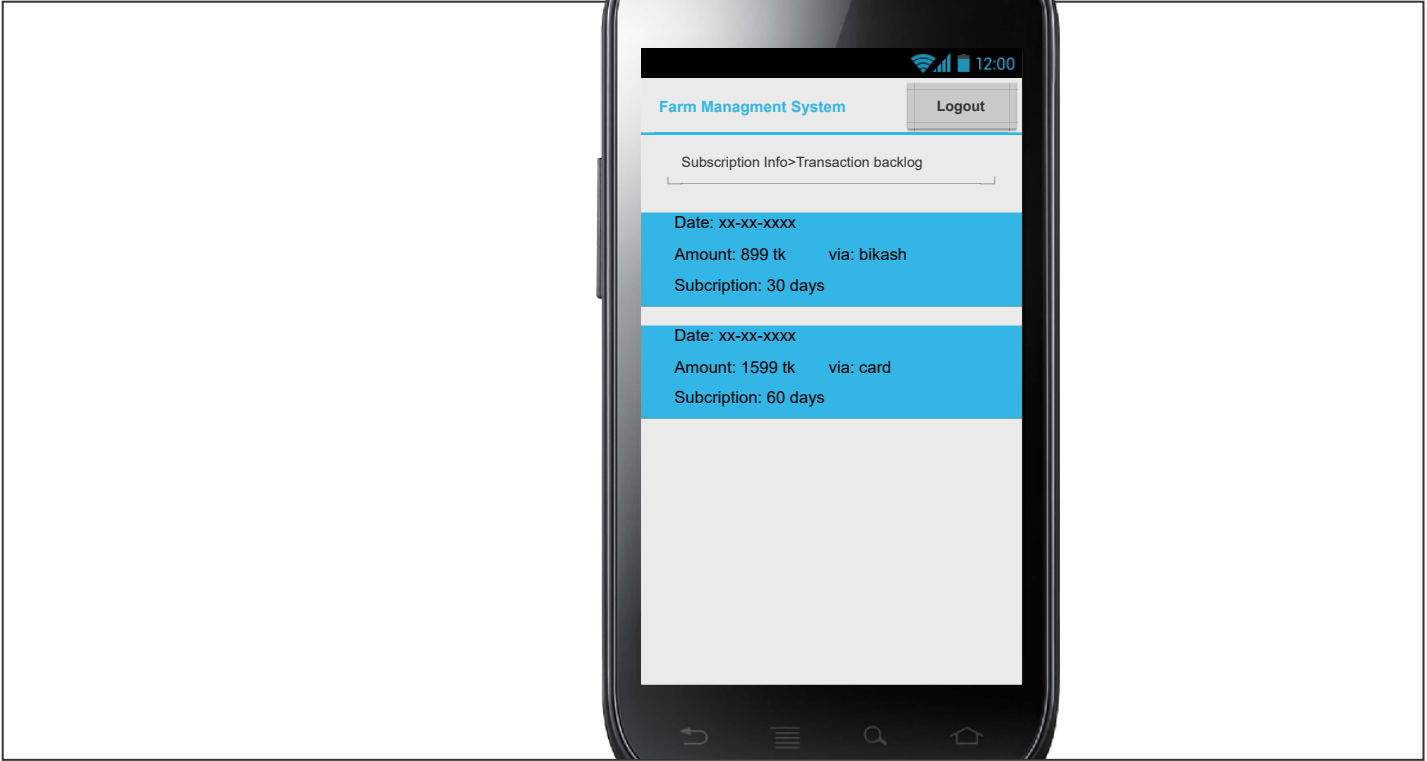 12:00
Farm Managment System
Logout
Subscription Info>Transaction backlog
Date: xx-xx-xxxx
Amount: 899 tk via: bikash
Subcription: 30 days
Date: xx-xx-xxxx
Amount: 1599 tk via: card
Subcription: 60 days